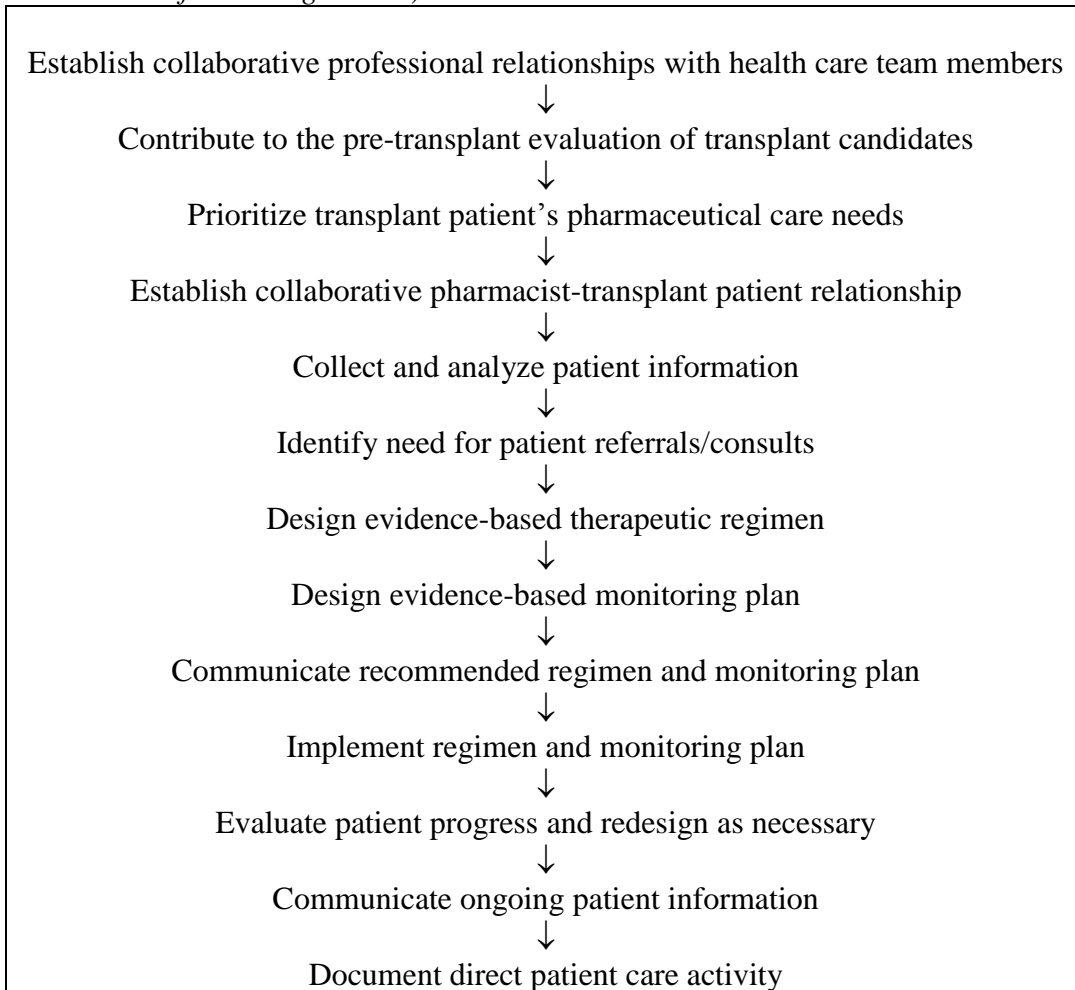 Establish collaborative professional relationships with health care team members
↓
Contribute to the pre-transplant evaluation of transplant candidates
↓
Prioritize transplant patient’s pharmaceutical care needs
↓
Establish collaborative pharmacist-transplant patient relationship
↓
Collect and analyze patient information
↓
Identify need for patient referrals/consults
↓
Design evidence-based therapeutic regimen
↓
Design evidence-based monitoring plan
↓
Communicate recommended regimen and monitoring plan
↓
Implement regimen and monitoring plan
↓
Evaluate patient progress and redesign as necessary
↓
Communicate ongoing patient information
↓
Document direct patient care activity